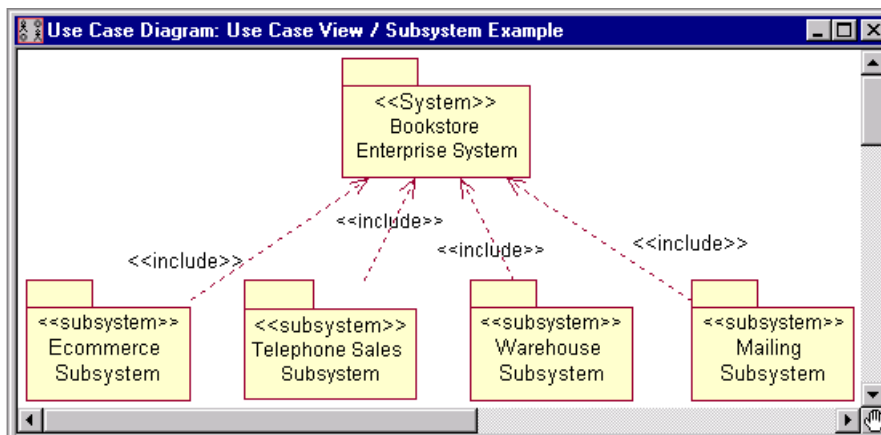 Use Case Diagram: Use Case View / Subsystem Example
<<System>>
Bookstore
Enterprise System
<<include>>
<<include>>
<<include>>
<<include>>
<<subsystem>>
Ecommerce
Subsystem
<<subsystem>>
Telephone Sales
Subsystem
<<subsystem>>
Warehouse
Subsystem
<<subsystem>>
Mailing
Subsystem